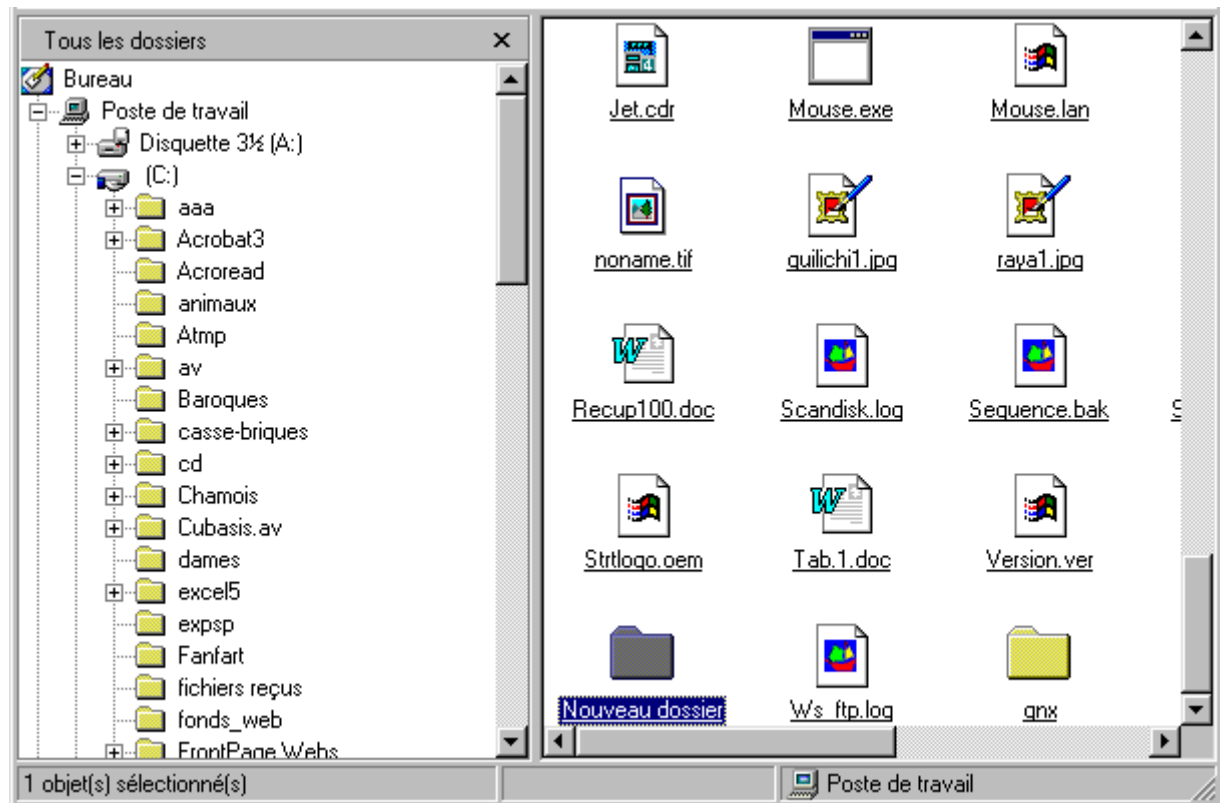 Tous les dossiers
Bureau
Poste de travail
Disquette 3½ (A:)
(C:)
aaa
Acrobat3
Acroread
animaux
Atmp
av
Baroques
casse-briques
cd
Chamois
Cubasis.av
dames
excel5
expsp
Fanfart
fichiers reçus
fonds_web
FrontPage Webs
Jet.cdr Mouse.exe Mouse.lan
noname.tif quilichi1.jpg raya1.jpg
Recup100.doc Scandisk.log Sequence.bak S
Strtlogo.oem Tab.1.doc Version.ver
Nouveau dossier Ws_ftp.log gnx
1 objet(s) sélectionné(s)
Poste de travail